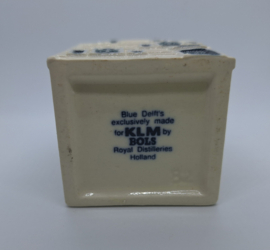 Blue Delft's
exclusively made
for KLM by
BOLS
Royal Distilleries
Holland